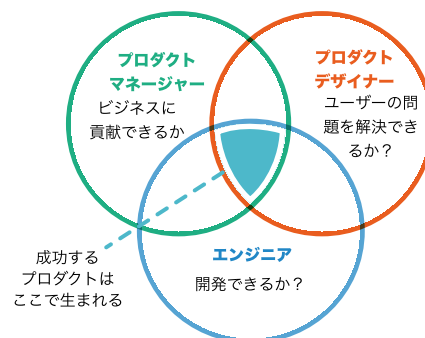 プロダクト
マネージャー
ビジネスに
貢献できるか
プロダクト
デザイナー
ユーザーの問
題を解決でき
るか？
エンジニア
開発できるか？
成功する
プロダクトは
ここで生まれる